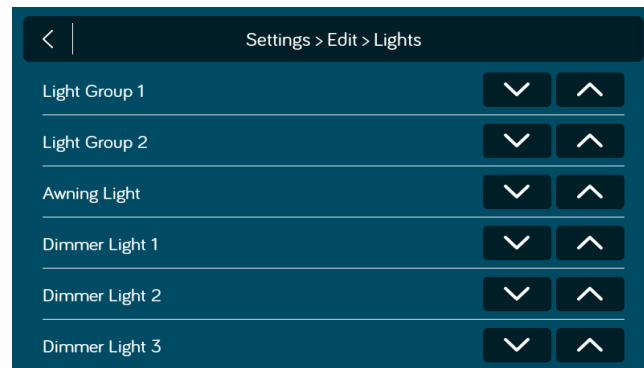 Settings > Edit > Lights
Light Group 1
Light Group 2
Awning Light
Dimmer Light 1
Dimmer Light 2
Dimmer Light 3